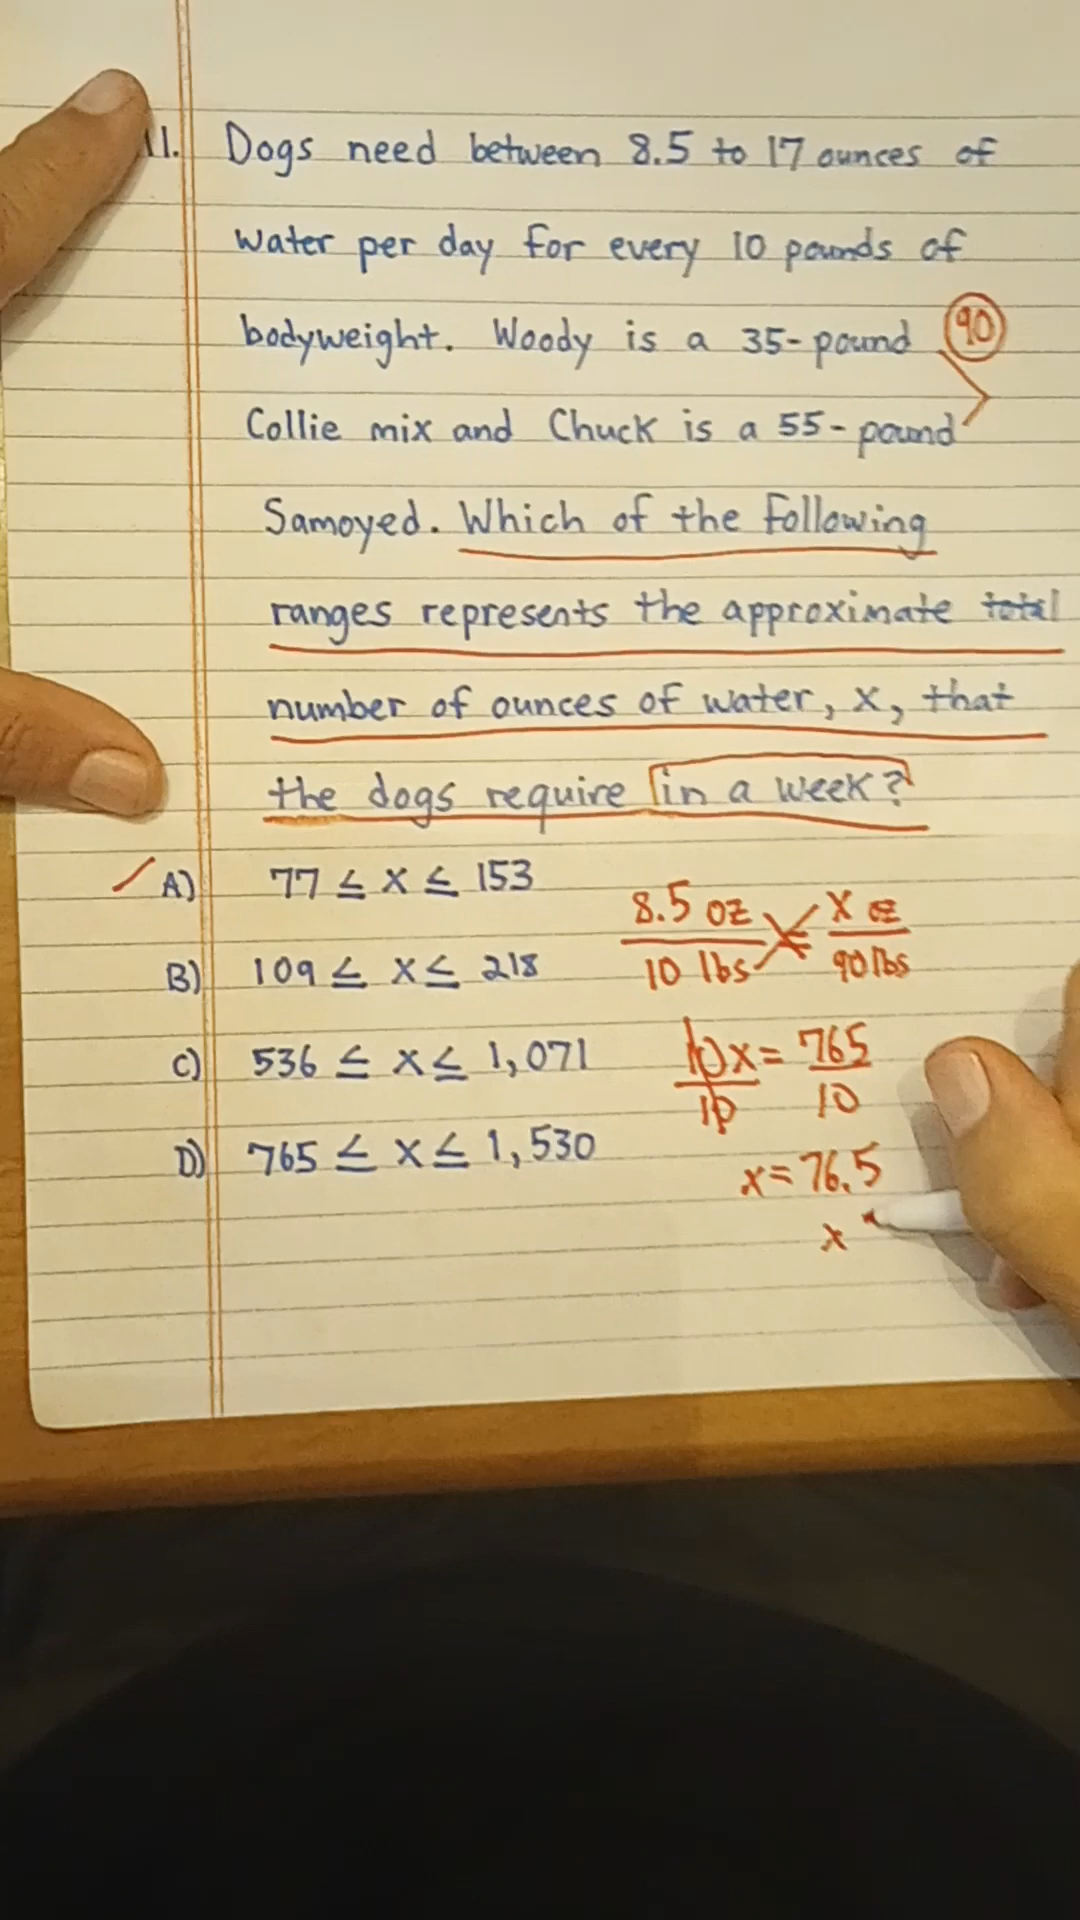 11. Dogs need between 8.5 to 17 ounces of
water per day for every 10 pounds of
bodyweight. Woody is a 35-pound 90
Collie mix and Chuck is a 55-pound
Samoyed. Which of the following
ranges represents the approximate total
number of ounces of water, x, that
the dogs require in a week?
A) 77 ≤ x ≤ 153
B) 109 ≤ x ≤ 218
C) 536 ≤ x ≤ 1,071
D) 765 ≤ x ≤ 1,530
8.5 oz = x oz
10 lbs 90 lbs
10x = 765
10 10
x = 76.5
x